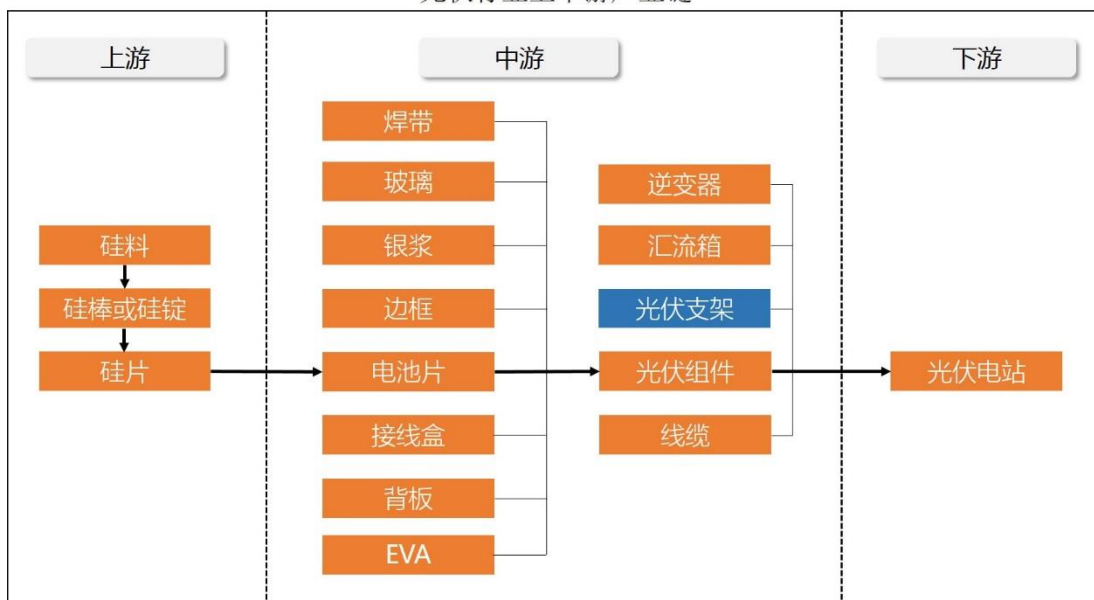 上游
中游
下游
焊带
玻璃
银浆
边框
电池片
接线盒
背板
EVA
硅料
硅棒或硅锭
硅片
逆变器
汇流箱
光伏支架
光伏组件
线缆
光伏电站